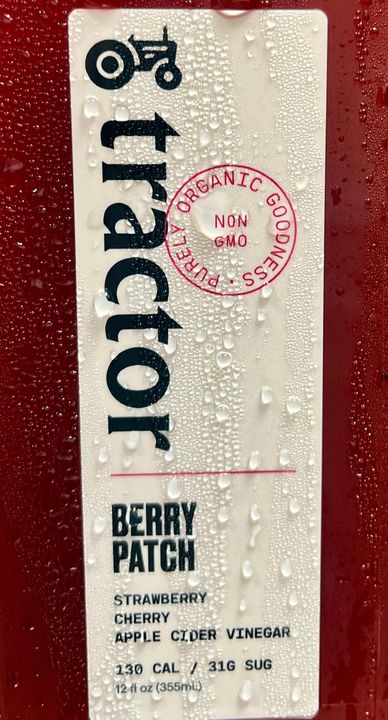 tractor
PURELY ORGANIC GOODNESS •
NON
GMO
BERRY
PATCH
STRAWBERRY
CHERRY
APPLE CIDER VINEGAR
130 CAL / 31G SUG
12 fl oz (355mL)